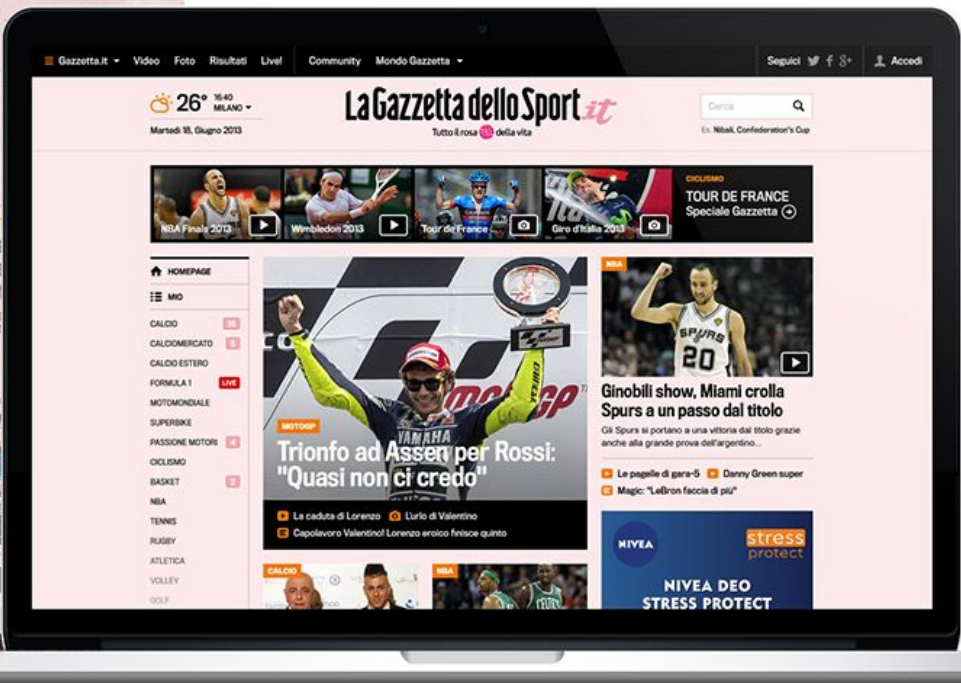 Gazzetta.it Video Foto Risultati Live! Community Mondo Gazzetta Seguici Accedi
26° 16:40 MILANO
Martedì 18, Giugno 2013
La Gazzetta dello Sport.it
Tutto il rosa della vita
Cerca
Es. Nibali, Confederation's Cup
NBA Finals 2013
Wimbledon 2013
Tour de France
Giro d'Italia 2013
CICLISMO
TOUR DE FRANCE
Speciale Gazzetta
HOMEPAGE
MIO
CALCIO 16
CALCIOMERCATO 5
CALCIO ESTERO
FORMULA 1 LIVE
MOTOMONDIALE
SUPERBIKE
PASSIONE MOTORI 4
CICLISMO
BASKET 2
NBA
TENNIS
RUGBY
ATLETICA
VOLLEY
GOLF
YAMAHA
MOTOGP
Trionfo ad Assen per Rossi:
"Quasi non ci credo"
La caduta di Lorenzo L'urlo di Valentino
Capolavoro Valentino! Lorenzo eroico finisce quinto
CALCIO
NBA
NBA
SPURS
20
Ginobili show, Miami crolla
Spurs a un passo dal titolo
Gli Spurs si portano a una vittoria dal titolo grazie
anche alla grande prova dell'argentino...
Le pagelle di gara-5 Danny Green super
Magic: "LeBron faccia di più"
NIVEA
stress
protect
NIVEA DEO
STRESS PROTECT